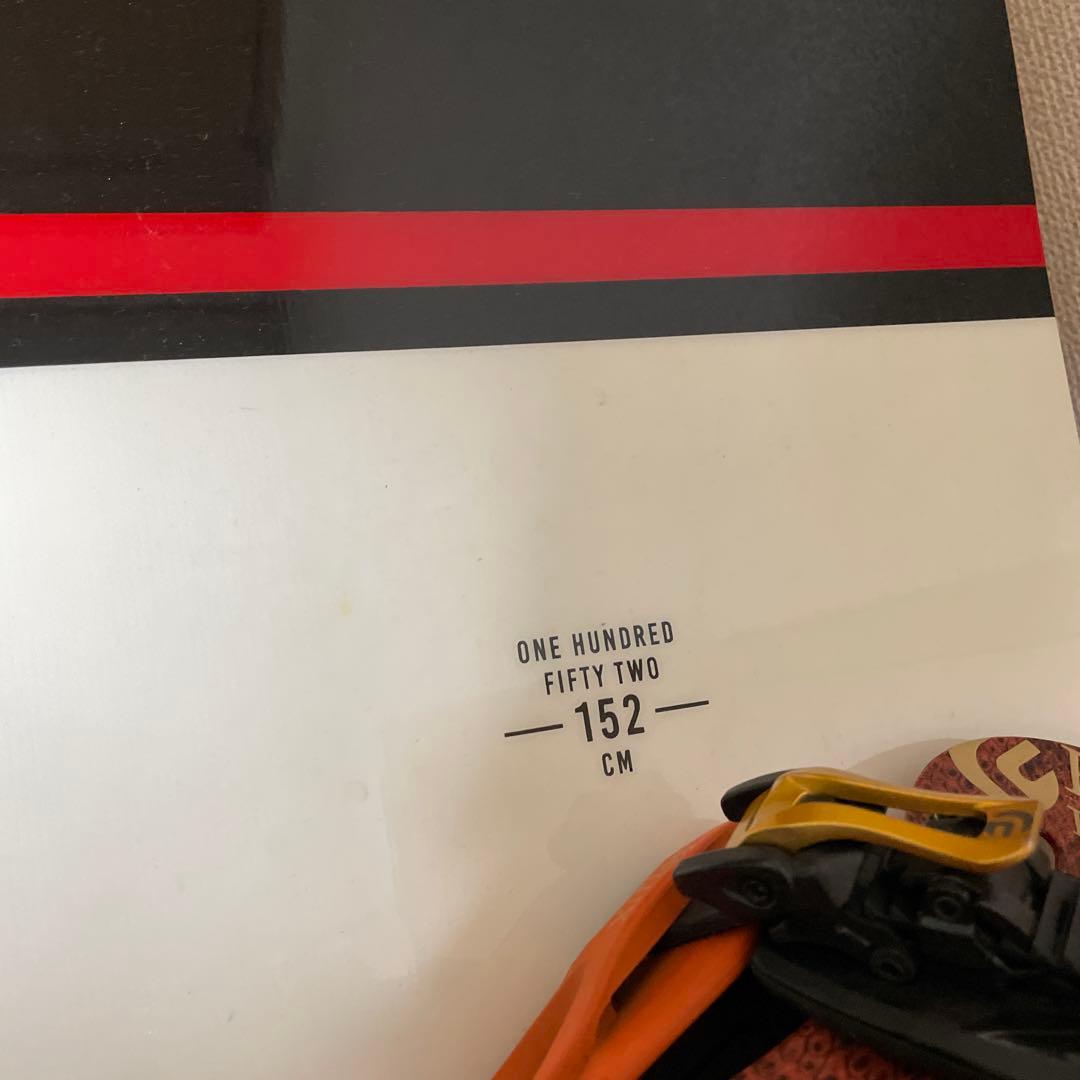 ONE HUNDRED
FIFTY TWO
152
CM